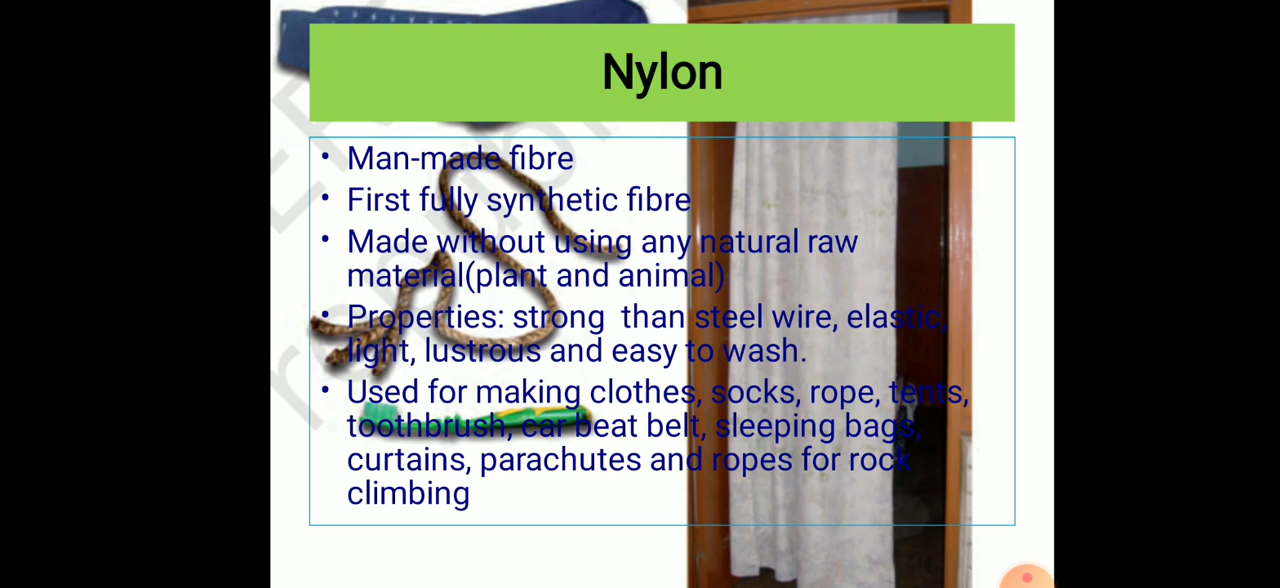 Nylon
• Man-made fibre
• First fully synthetic fibre
• Made without using any natural raw
material(plant and animal)
• Properties: strong  than steel wire, elastic,
light, lustrous and easy to wash.
• Used for making clothes, socks, rope, tents,
toothbrush, car beat belt, sleeping bags,
curtains, parachutes and ropes for rock
climbing